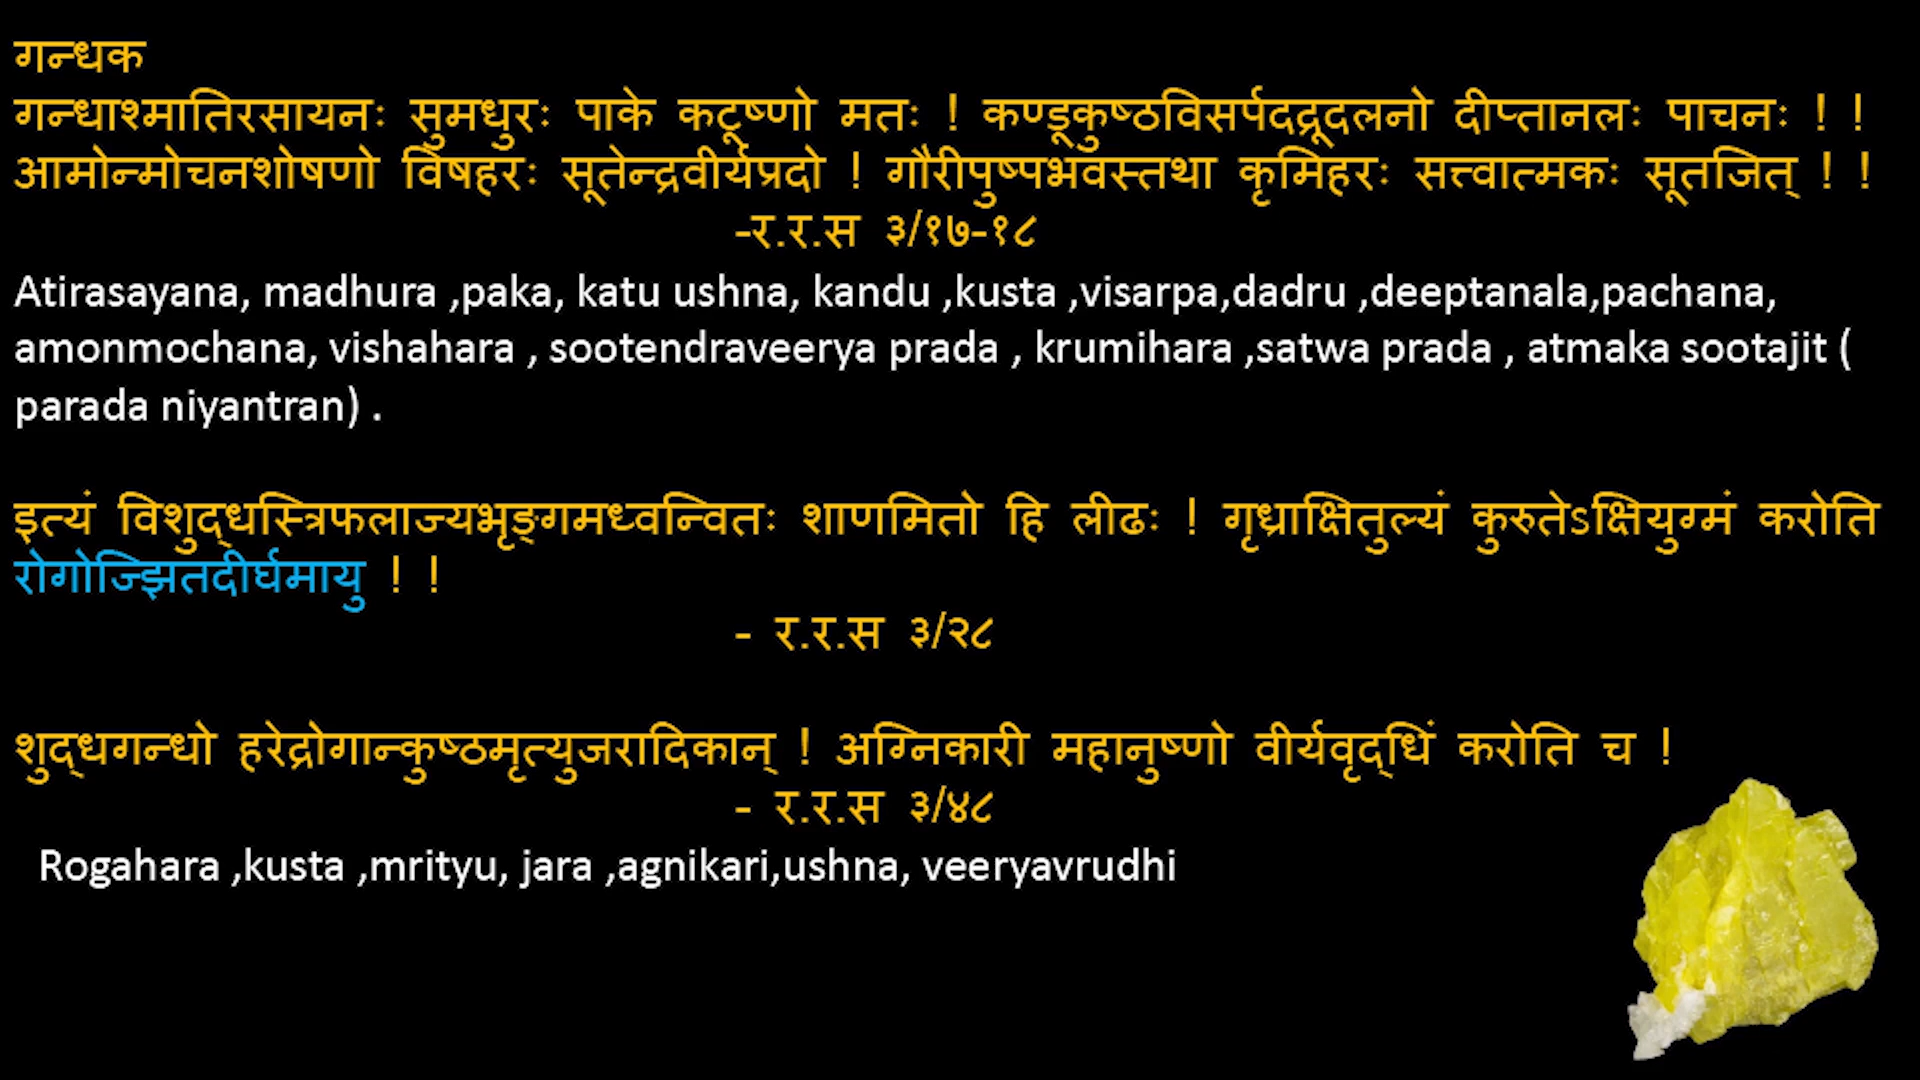 गन्धक
गन्धाश्मातिरसायनः सुमधुरः पाके कटूष्णो मतः ! कण्डूकुष्ठविसर्पदद्रूदलनो दीप्तानलः पाचनः ! !
आमोन्मोचनशोषणो विषहरः सूतेन्द्रवीर्यप्रदो ! गौरीपुष्पभवस्तथा कृमिहरः सत्त्वात्मकः सूतजित् ! !
-र.र.स ३/१७-१८
Atirasayana, madhura ,paka, katu ushna, kandu ,kusta ,visarpa,dadru ,deeptanala,pachana,
amonmochana, vishahara , sootendraveerya prada , krumihara ,satwa prada , atmaka sootajit (
parada niyantran) .
इत्यं विशुद्धस्त्रिफलाज्यभृङ्गमध्वन्वितः शाणमितो हि लीढः ! गृध्राक्षितुल्यं कुरुतेऽक्षियुग्मं करोति
रोगोज्झितदीर्घमायु ! !
- र.र.स ३/२८
शुद्धगन्धो हरेद्रोगान्कुष्ठमृत्युजरादिकान् ! अग्निकारी महानुष्णो वीर्यवृद्धिं करोति च !
- र.र.स ३/४८
Rogahara ,kusta ,mrityu, jara ,agnikari,ushna, veeryavrudhi